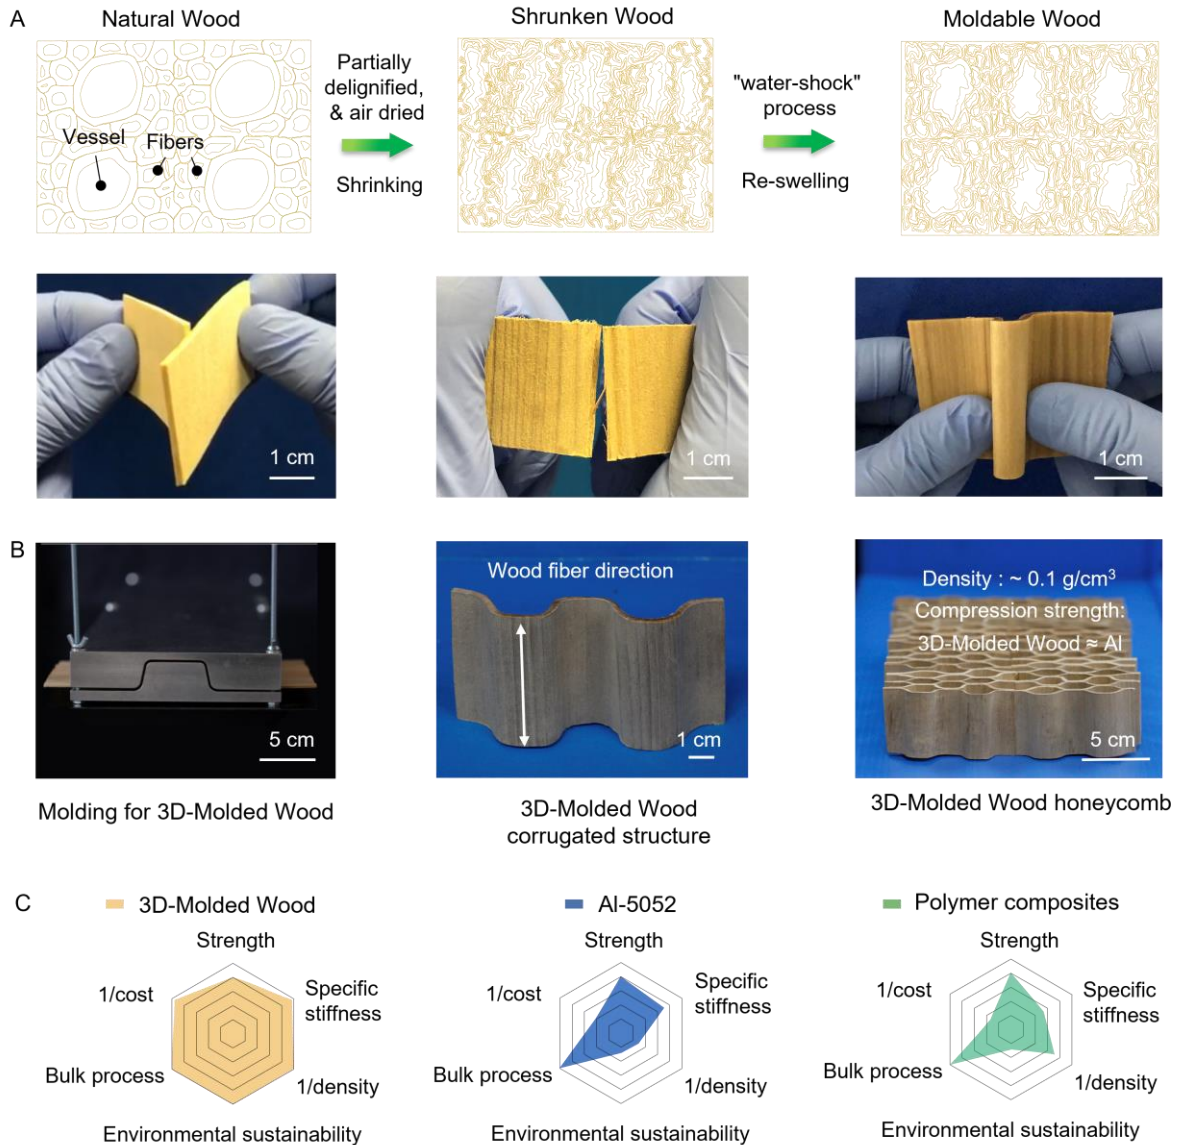 A
Natural Wood
Shrunken Wood
Moldable Wood
Partially
delignified,
& air dried
Shrinking
"water-shock"
process
Re-swelling
Vessel
Fibers
1 cm
1 cm
1 cm
B
5 cm
Wood fiber direction
1 cm
Density : ~ 0.1 g/cm³
Compression strength:
3D-Molded Wood ≈ Al
5 cm
Molding for 3D-Molded Wood
3D-Molded Wood
corrugated structure
3D-Molded Wood honeycomb
C
3D-Molded Wood
Strength
1/cost
Specific
stiffness
Bulk process
1/density
Environmental sustainability
Al-5052
Strength
1/cost
Specific
stiffness
Bulk process
1/density
Environmental sustainability
Polymer composites
Strength
1/cost
Specific
stiffness
Bulk process
1/density
Environmental sustainability